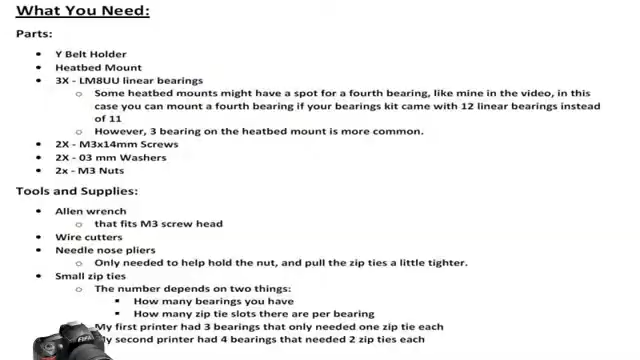 What You Need:
Parts:
• Y Belt Holder
• Heatbed Mount
• 3X - LM8UU linear bearings
o Some heatbed mounts might have a spot for a fourth bearing, like mine in the video, in this
case you can mount a fourth bearing if your bearings kit came with 12 linear bearings instead
of 11
o However, 3 bearing on the heatbed mount is more common.
• 2X - M3x14mm Screws
• 2X - 03 mm Washers
• 2x - M3 Nuts
Tools and Supplies:
• Allen wrench
o that fits M3 screw head
• Wire cutters
• Needle nose pliers
o Only needed to help hold the nut, and pull the zip ties a little tighter.
• Small zip ties
o The number depends on two things:
▪ How many bearings you have
▪ How many zip tie slots there are per bearing
My first printer had 3 bearings that only needed one zip tie each
My second printer had 4 bearings that needed 2 zip ties each